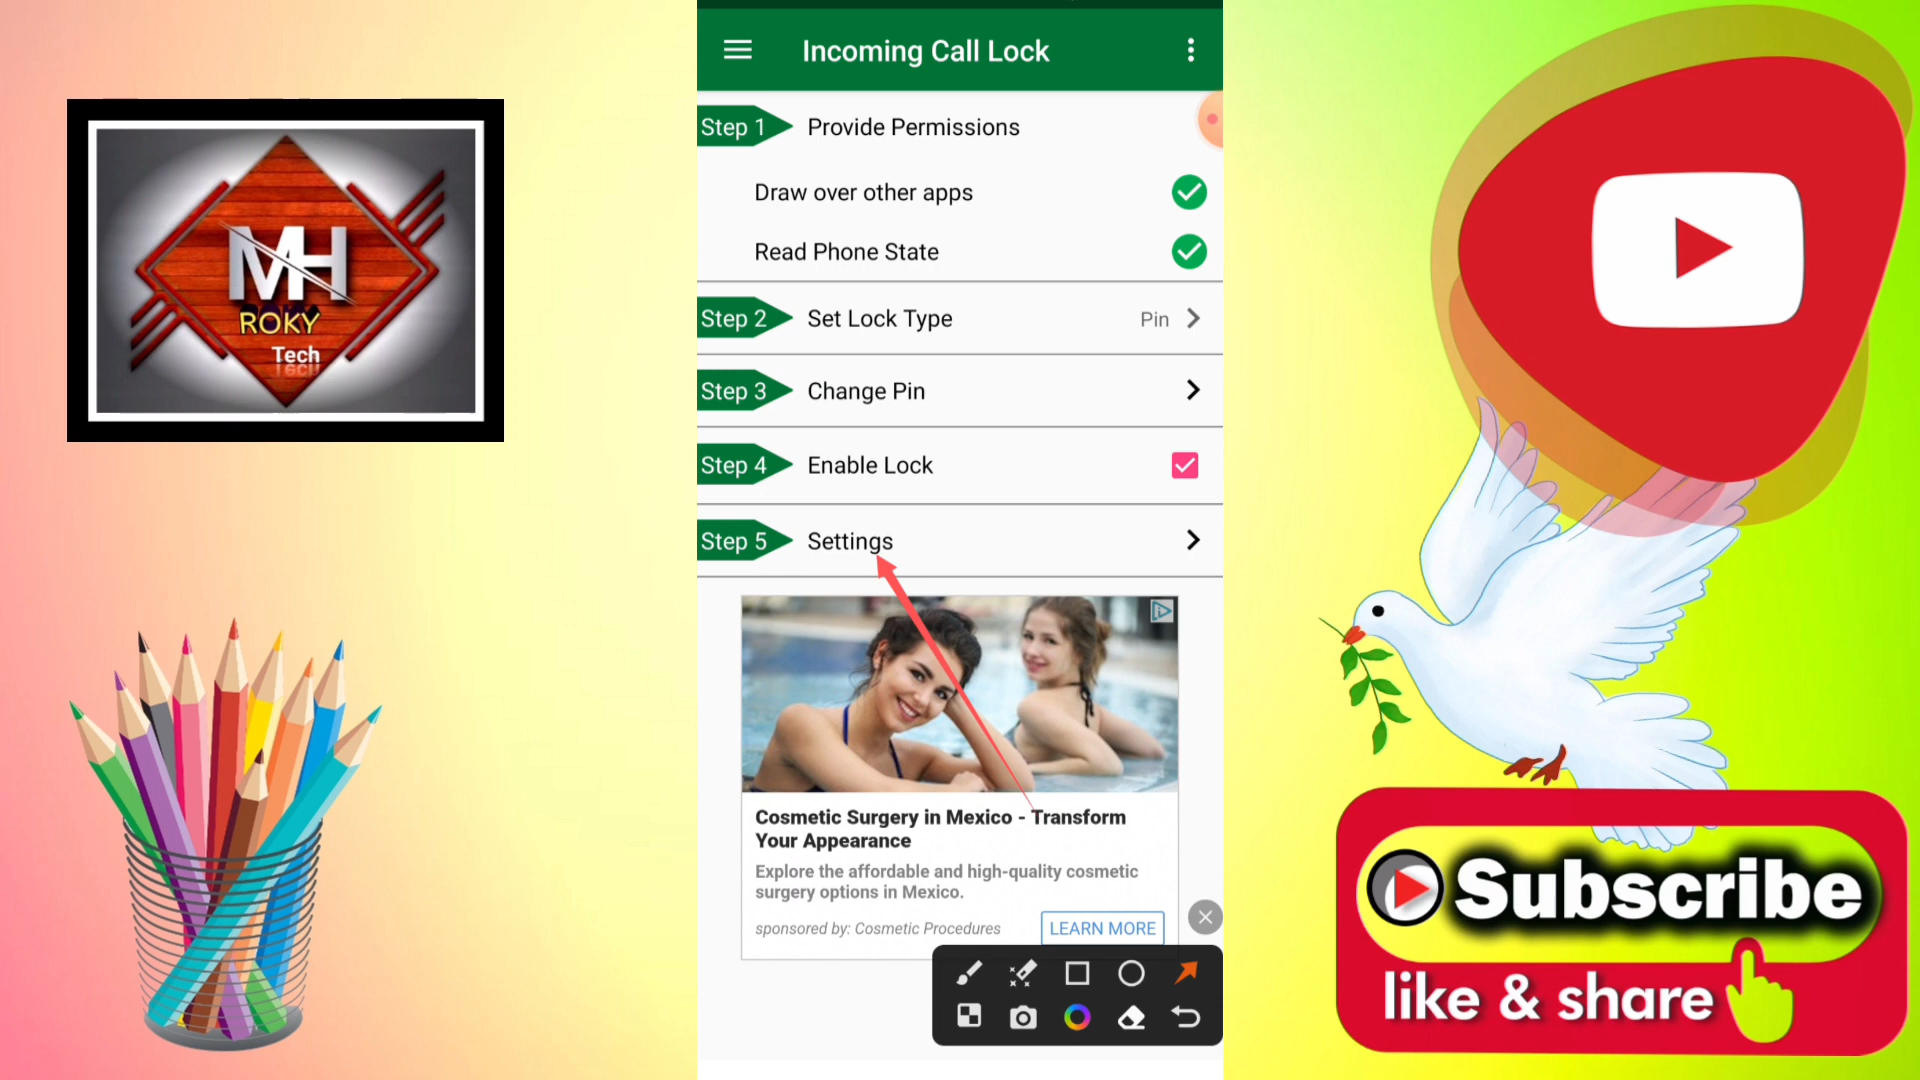 MH
ROKY
Tech
Incoming Call Lock
Step 1 Provide Permissions
Draw over other apps
Read Phone State
Step 2 Set Lock Type Pin
Step 3 Change Pin
Step 4 Enable Lock
Step 5 Settings
Cosmetic Surgery in Mexico - Transform
Your Appearance
Explore the affordable and high-quality cosmetic
surgery options in Mexico.
sponsored by: Cosmetic Procedures LEARN MORE
Subscribe
like & share